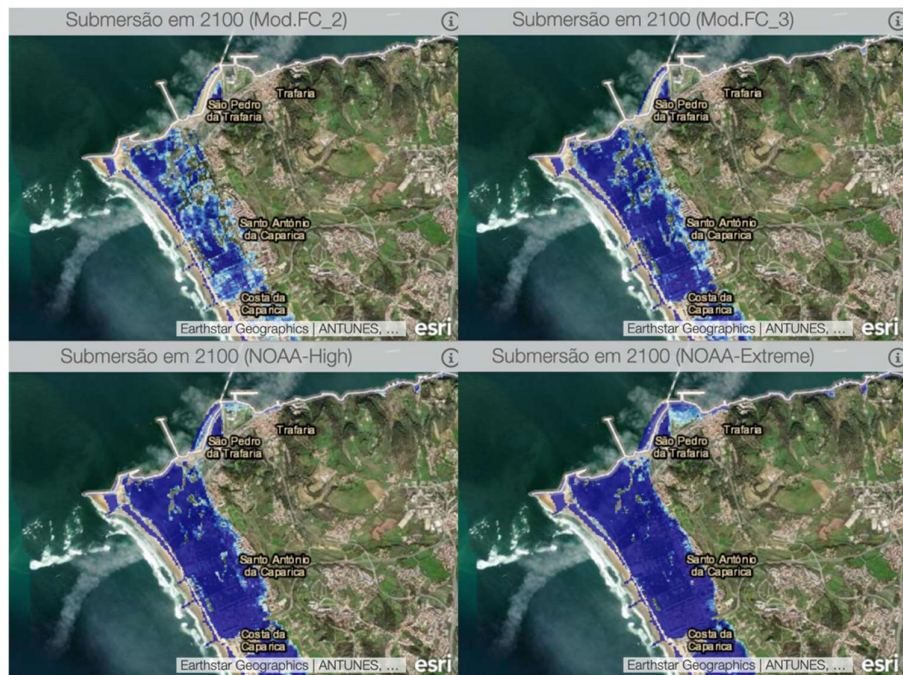 Submersão em 2100 (Mod.FC_2)
São Pedro
da Trafaria
Trafaria
Santo António
da Caparica
Costa da
Caparica
Earthstar Geographics | ANTUNES, ...
esri
Submersão em 2100 (Mod.FC_3)
São Pedro
da Trafaria
Trafaria
Santo António
da Caparica
Costa da
Caparica
Earthstar Geographics | ANTUNES, ...
esri
Submersão em 2100 (NOAA-High)
São Pedro
da Trafaria
Trafaria
Santo António
da Caparica
Costa da
Caparica
Earthstar Geographics | ANTUNES, ...
esri
Submersão em 2100 (NOAA-Extreme)
São Pedro
da Trafaria
Trafaria
Santo António
da Caparica
Costa da
Caparica
Earthstar Geographics | ANTUNES, ...
esri